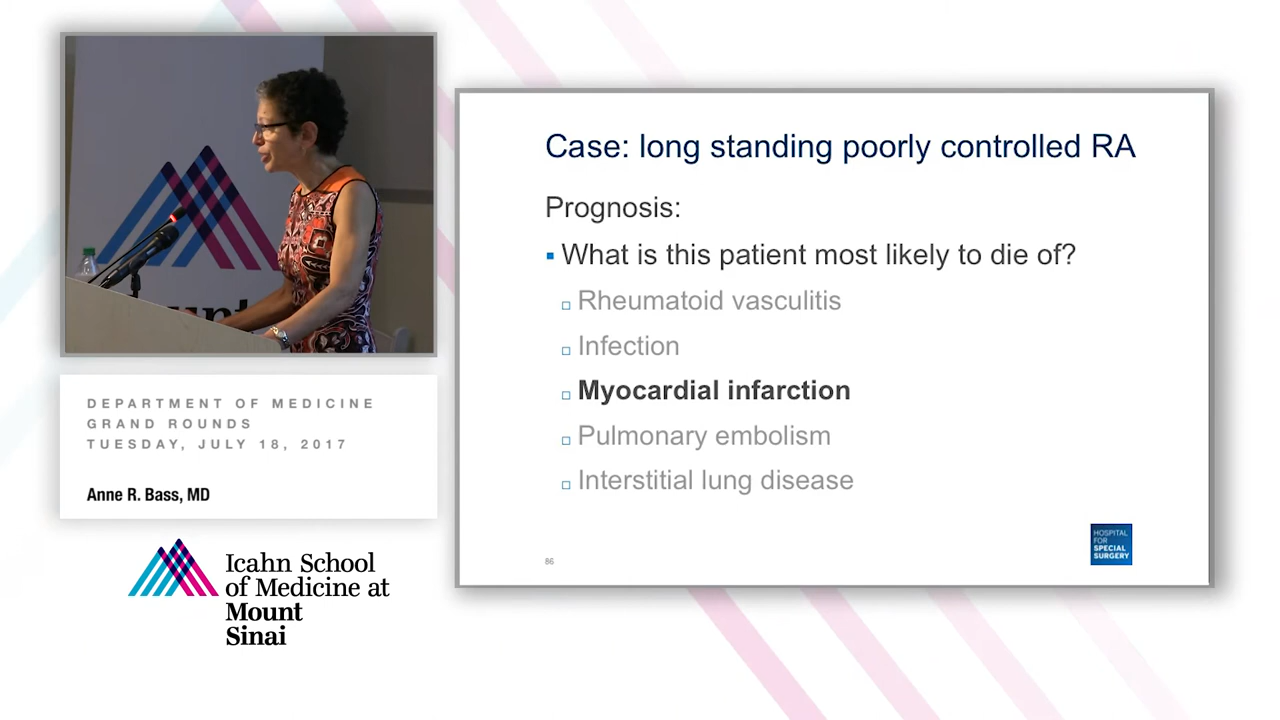 Case: long standing poorly controlled RA
Prognosis:
What is this patient most likely to die of?
Rheumatoid vasculitis
Infection
Myocardial infarction
Pulmonary embolism
Interstitial lung disease
86
HOSPITAL
FOR
SPECIAL
SURGERY
DEPARTMENT OF MEDICINE
GRAND ROUNDS
TUESDAY, JULY 18, 2017
Anne R. Bass, MD
Icahn School
of Medicine at
Mount
Sinai